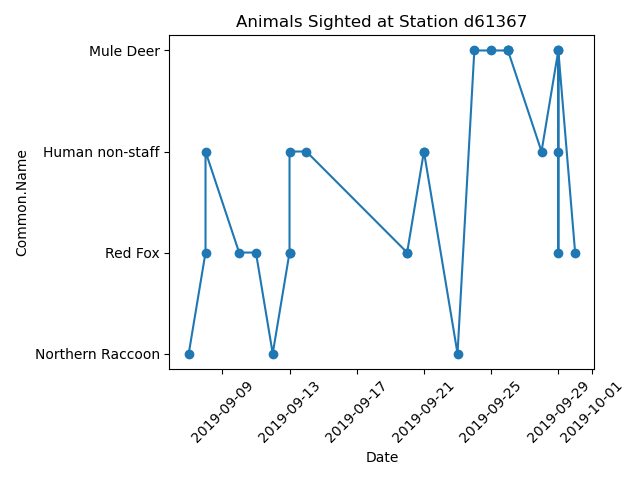 Animals Sighted at Station d61367
Common.Name
Mule Deer
Human non-staff
Red Fox
Northern Raccoon
2019-09-09
2019-09-13
2019-09-17
2019-09-21
2019-09-25
2019-09-29
2019-10-01
Date